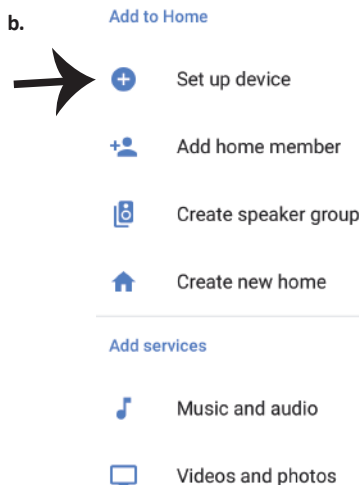 b.
Add to Home
Set up device
Add home member
Create speaker group
Create new home
Add services
Music and audio
Videos and photos